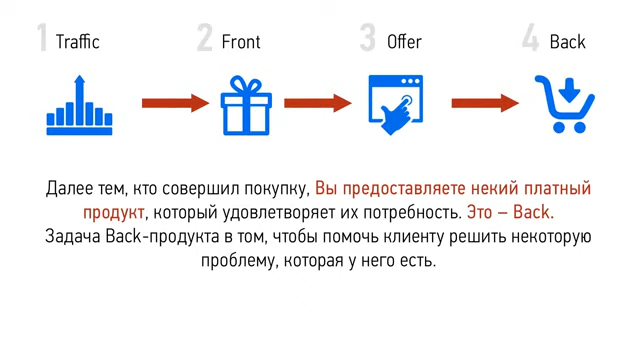 1 Traffic 2 Front 3 Offer 4 Back
Далее тем, кто совершил покупку, Вы предоставляете некий платный
продукт, который удовлетворяет их потребность. Это – Back.
Задача Back-продукта в том, чтобы помочь клиенту решить некоторую
проблему, которая у него есть.